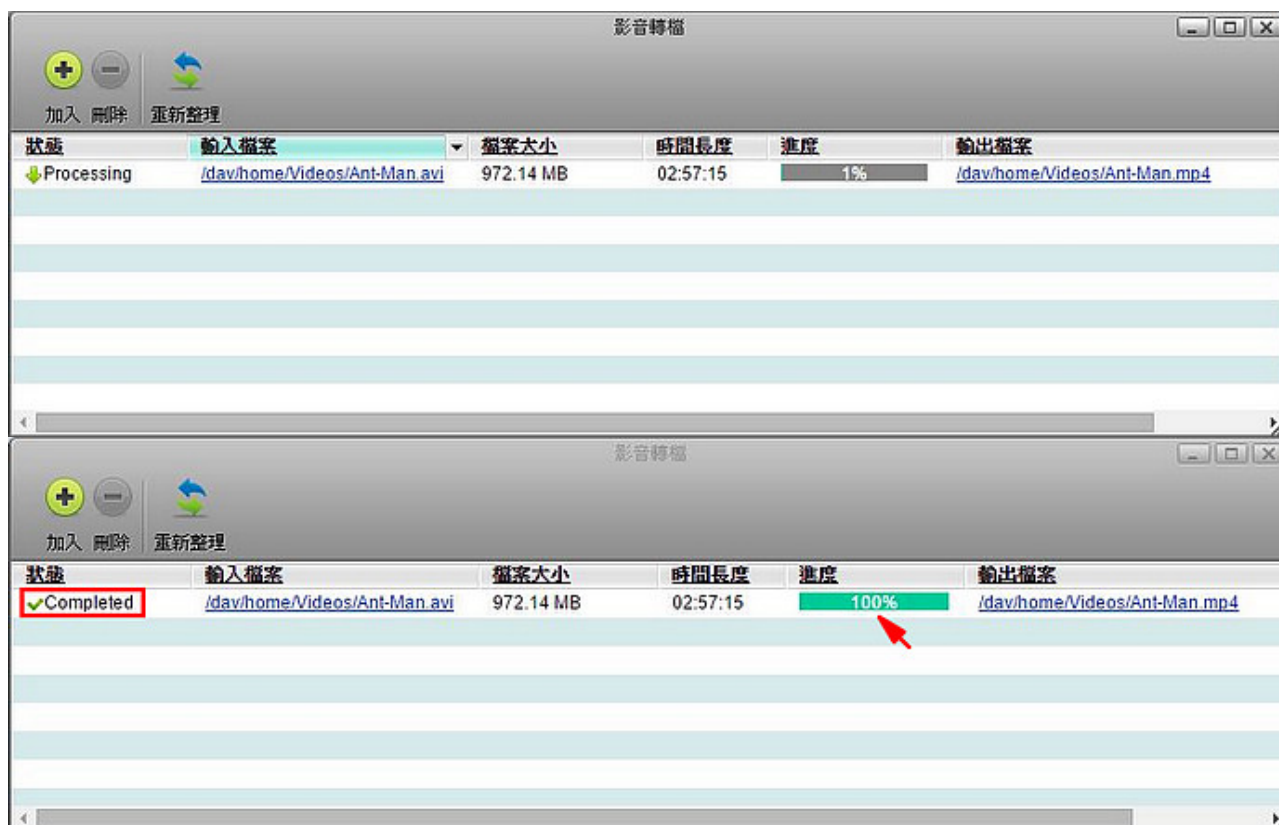 影音轉檔
加入 刪除 重新整理
狀態 輸入檔案 檔案大小 時間長度 進度 輸出檔案
Processing /dav/home/Videos/Ant-Man.avi 972.14 MB 02:57:15 1% /dav/home/Videos/Ant-Man.mp4
影音轉檔
加入 刪除 重新整理
狀態 輸入檔案 檔案大小 時間長度 進度 輸出檔案
Completed /dav/home/Videos/Ant-Man.avi 972.14 MB 02:57:15 100% /dav/home/Videos/Ant-Man.mp4